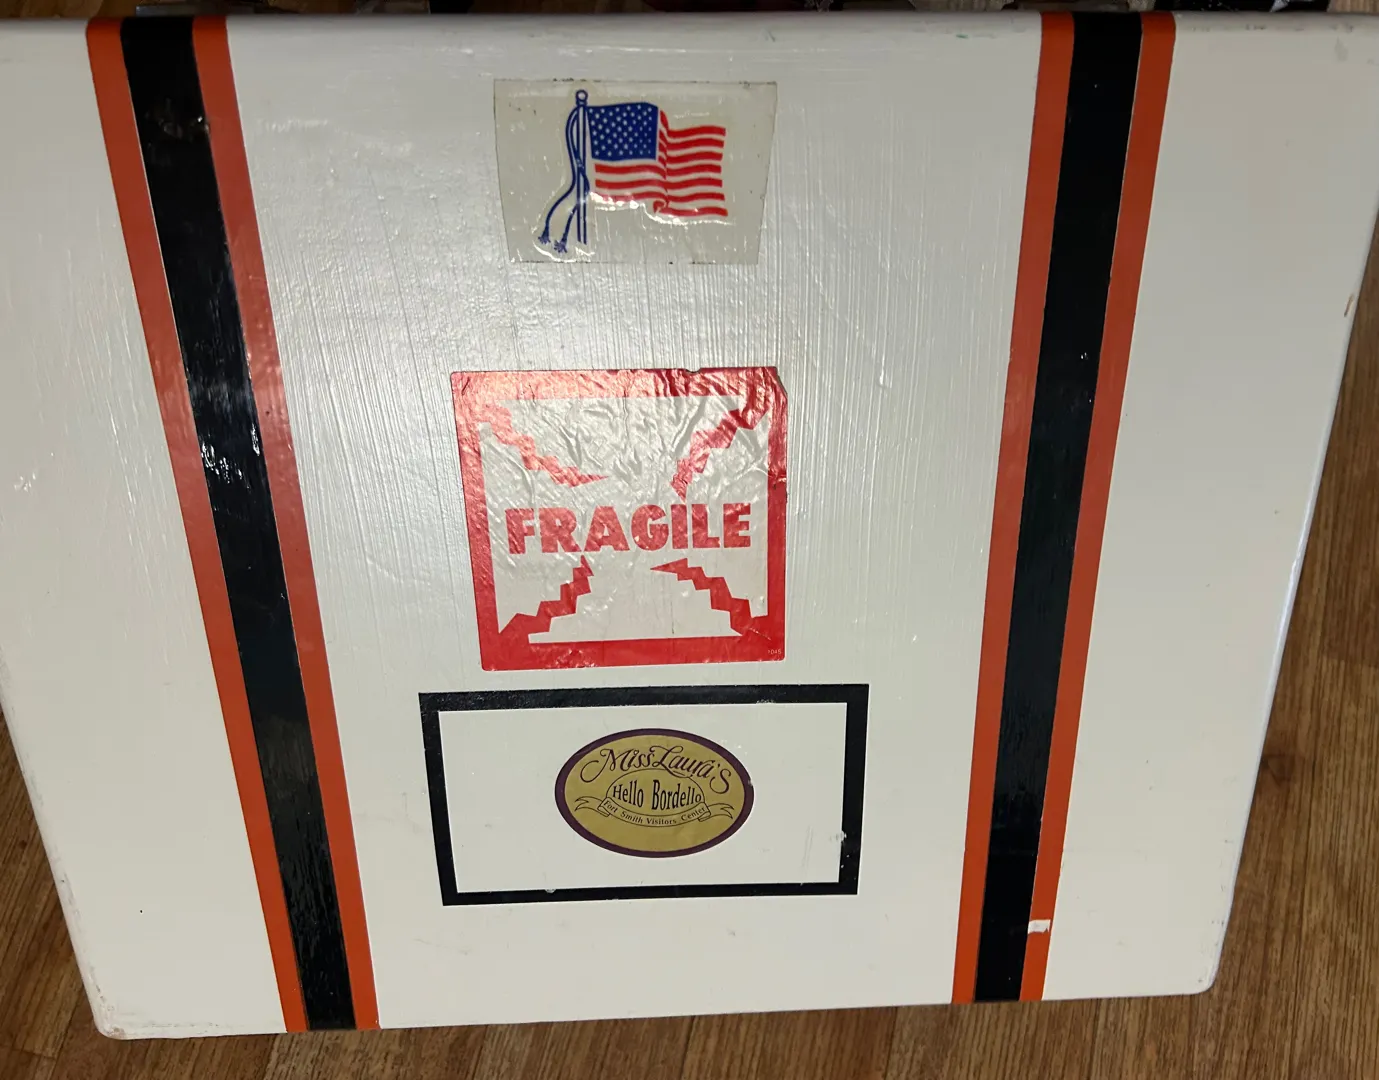 FRAGILE
Miss Laura's
Hello Bordello
Fort Smith Visitors Center